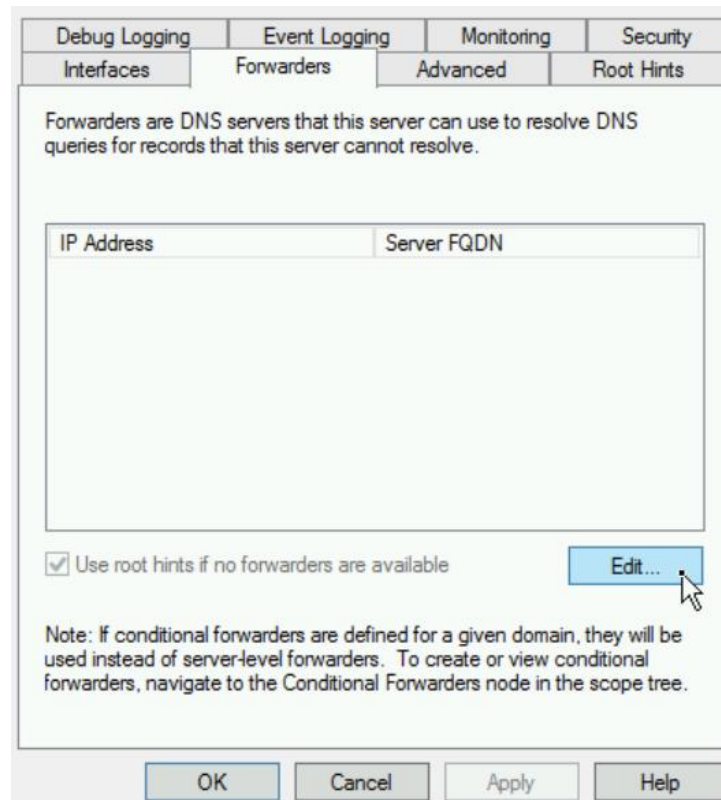 Debug Logging Event Logging Monitoring Security
Interfaces Forwarders Advanced Root Hints
Forwarders are DNS servers that this server can use to resolve DNS
queries for records that this server cannot resolve.
IP Address Server FQDN
Use root hints if no forwarders are available Edit...
Note: If conditional forwarders are defined for a given domain, they will be
used instead of server-level forwarders. To create or view conditional
forwarders, navigate to the Conditional Forwarders node in the scope tree.
OK Cancel Apply Help